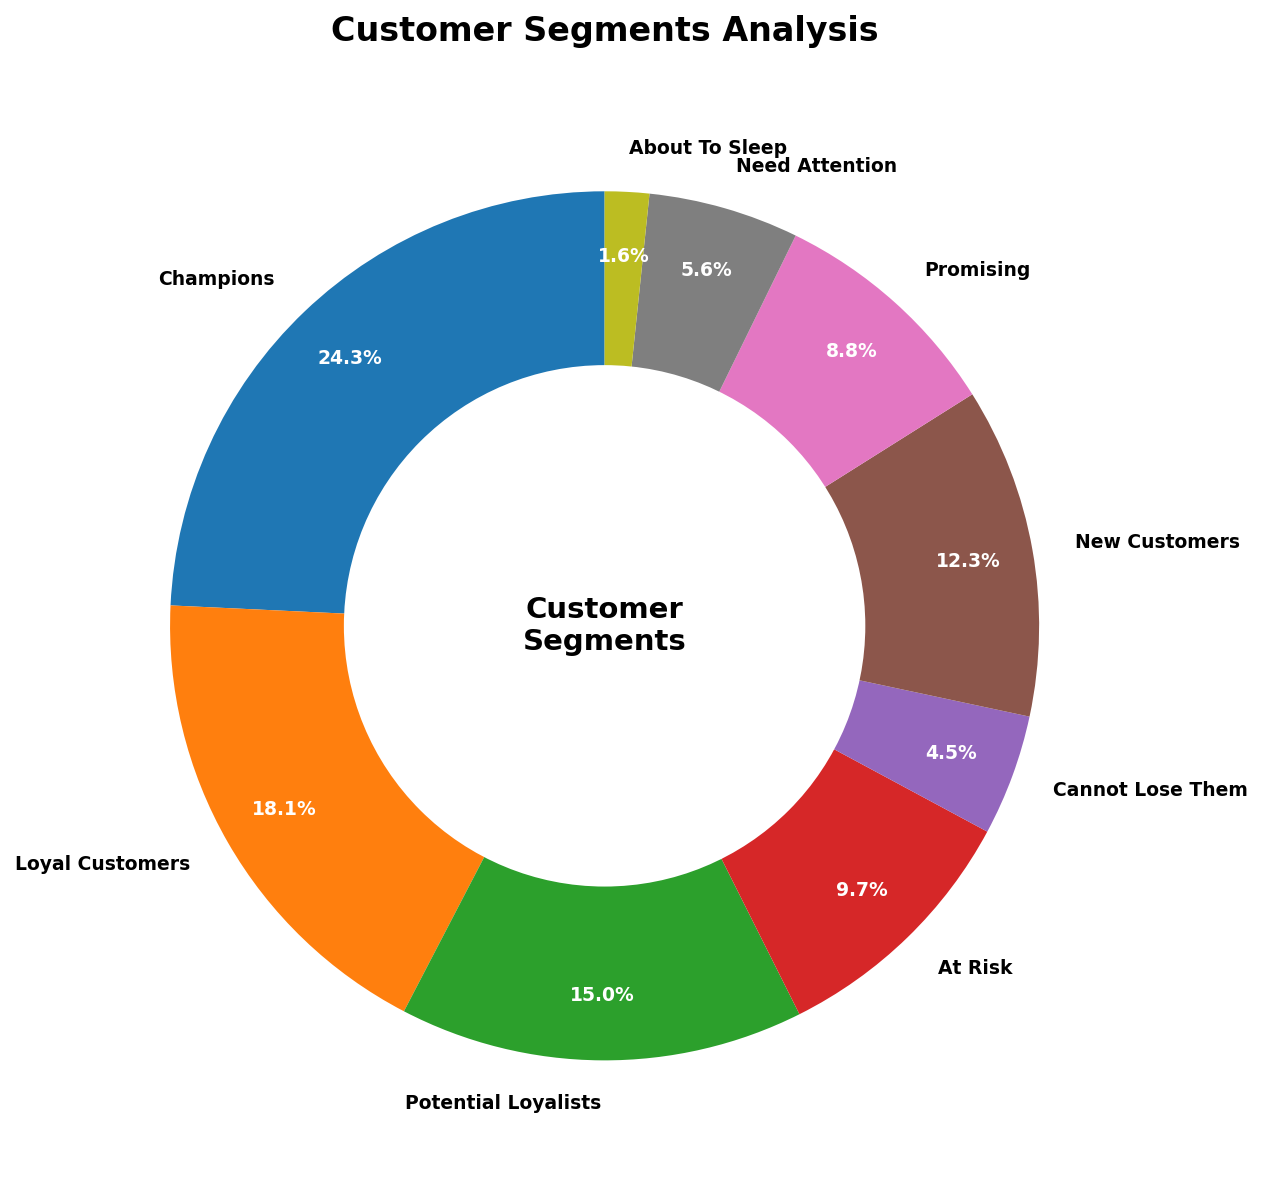 Customer Segments Analysis
About To Sleep
Need Attention
1.6%
5.6%
Promising
Champions
8.8%
24.3%
New Customers
12.3%
Customer
Segments
4.5%
Cannot Lose Them
18.1%
Loyal Customers
9.7%
At Risk
15.0%
Potential Loyalists